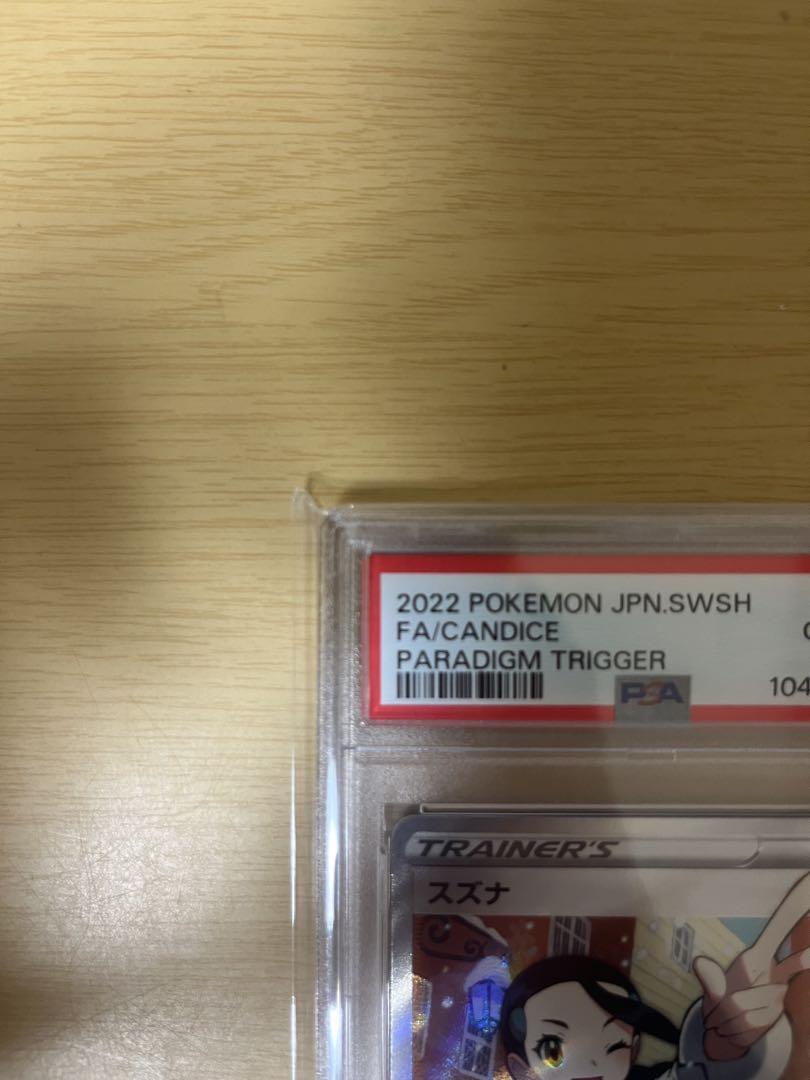 2022 POKEMON JPN.SWSH
FA/CANDICE
PARADIGM TRIGGER
PSA
104
TRAINER'S
スズナ